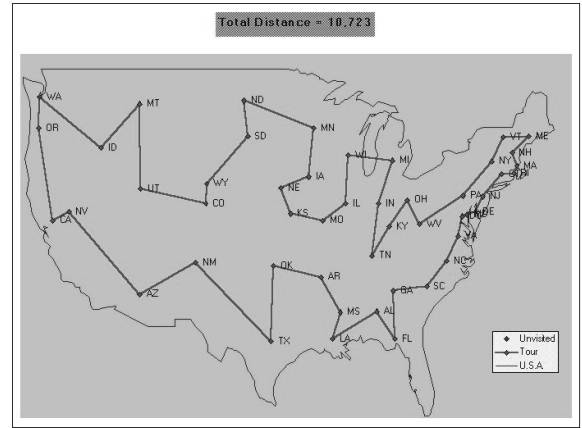 Total Distance = 10,723
WA
MT
ND
OR
MN
VT
ME
ID
SD
WI
MI
NH
NY
MA
RI
UT
WY
NE
IA
PA
NJ
CO
IL
IN
OH
NV
KS
MO
DE
CA
KY
WV
VA
NM
OK
TN
NC
AR
AZ
GA
SC
MS
AL
TX
LA
FL
Unvisited
Tour
U.S.A.